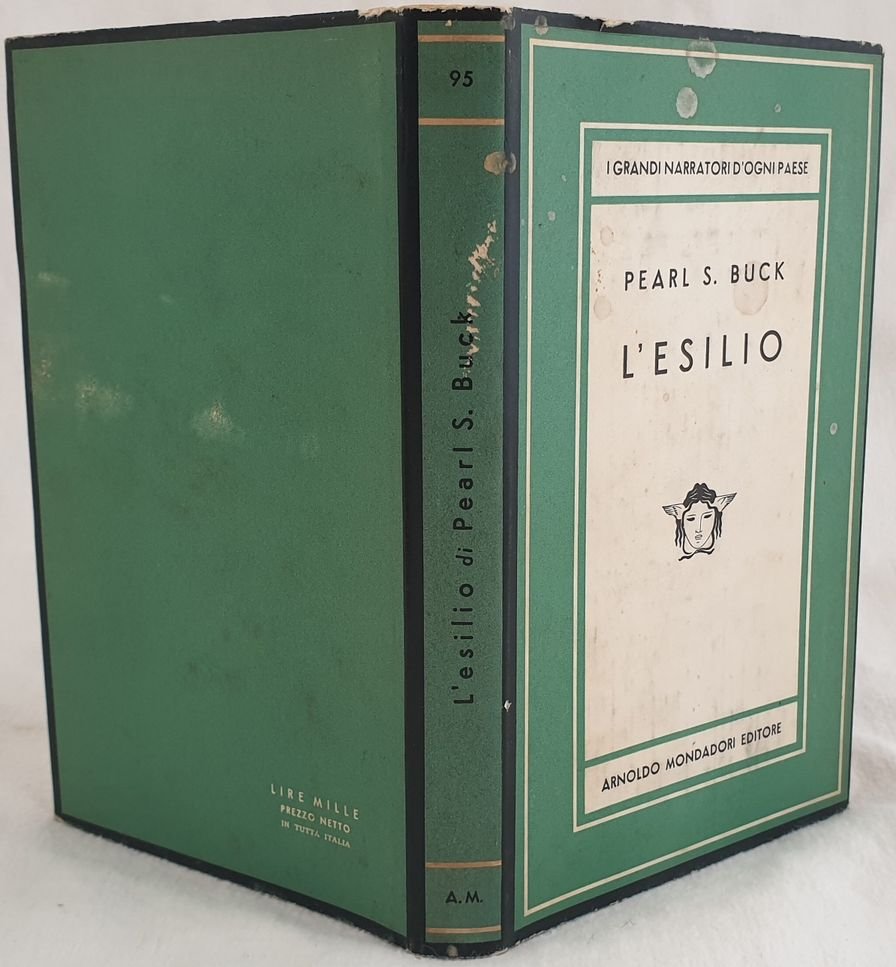 LIRE MILLE
PREZZO NETTO
IN TUTTA ITALIA
95
L'esilio di Pearl S. Buck
A.M.
I GRANDI NARRATORI D'OGNI PAESE
PEARL S. BUCK
L'ESILIO
ARNOLDO MONDADORI EDITORE